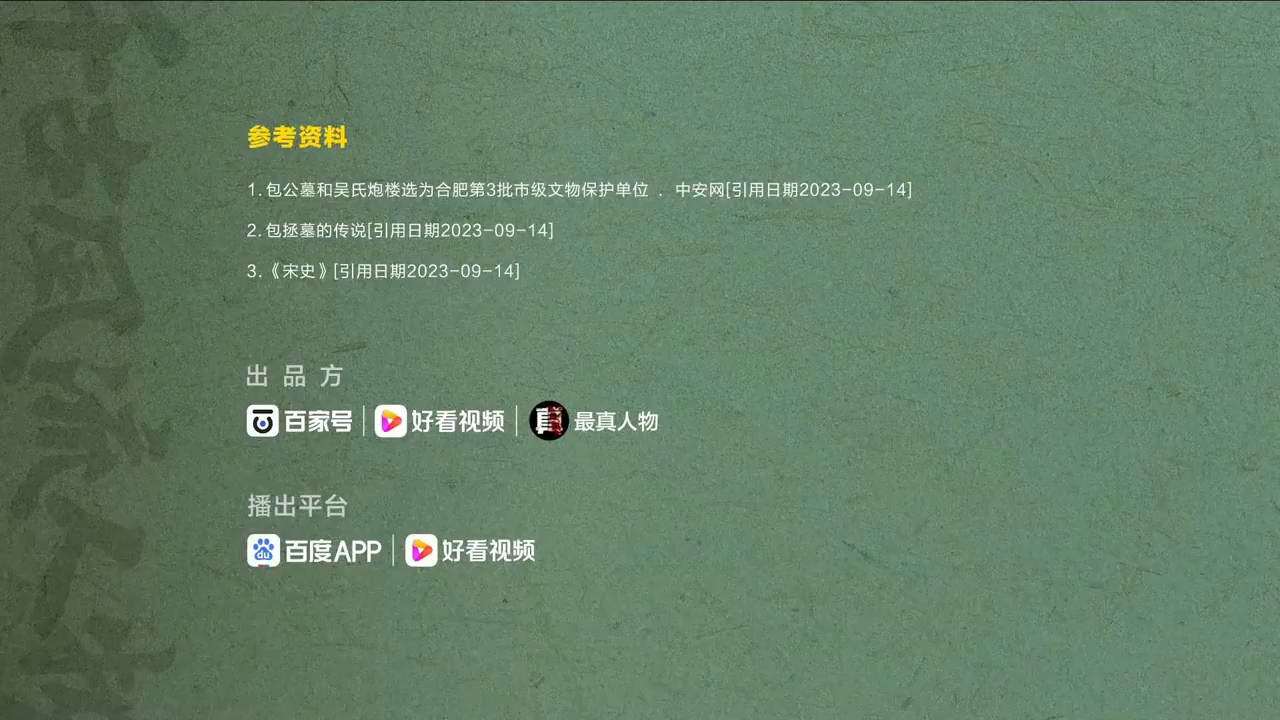 参考资料
1. 包公墓和吴氏炮楼选为合肥第3批市级文物保护单位 ．中安网[引用日期2023-09-14]
2. 包拯墓的传说[引用日期2023-09-14]
3.《宋史》[引用日期2023-09-14]
出品方
百家号 | 好看视频 | 最真人物
播出平台
du 百度APP | 好看视频